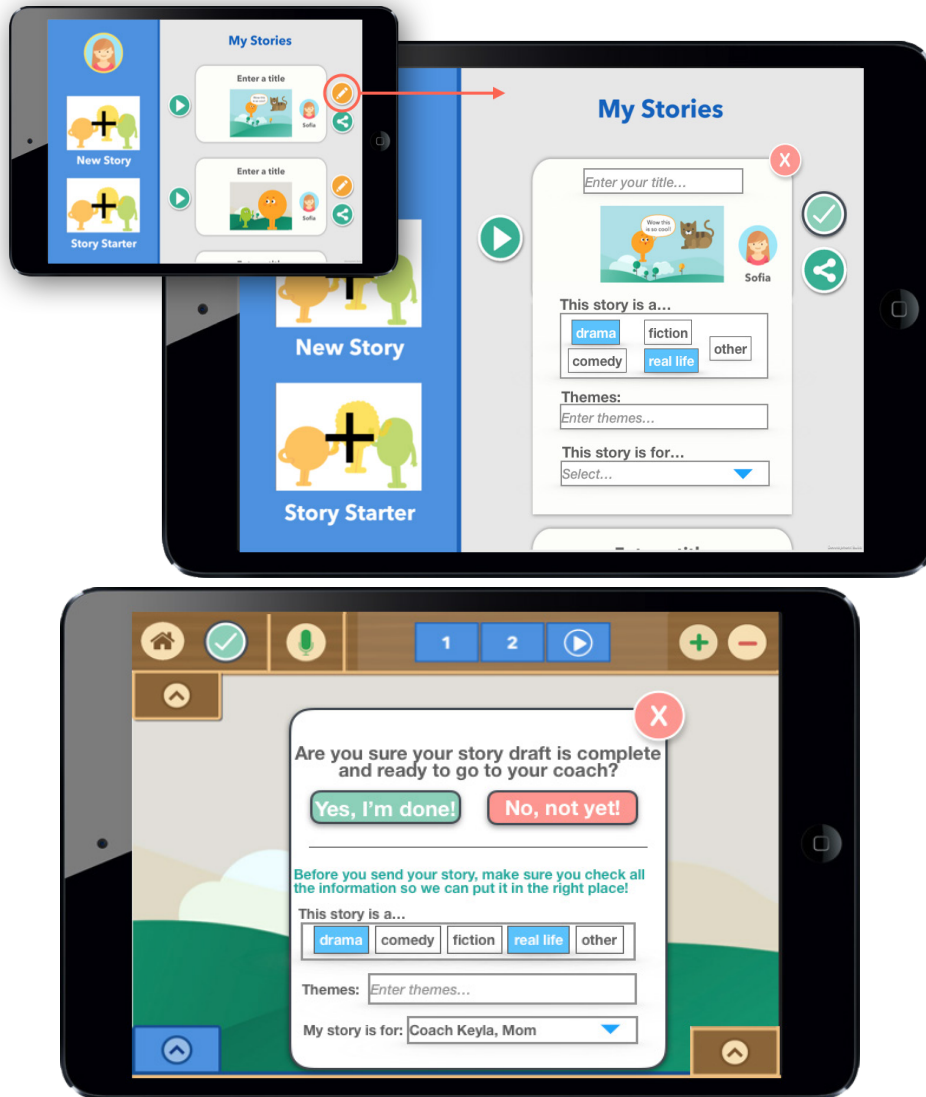 My Stories
Enter a title
Wow this
is so cool!
Sofia
New Story
Enter a title
Sofia
Story Starter
My Stories
X
Enter your title...
Wow this
is so cool!
Sofia
This story is a...
drama
fiction
other
comedy
real life
Themes:
Enter themes...
This story is for...
Select...
New Story
Story Starter
1
2
X
Are you sure your story draft is complete
and ready to go to your coach?
Yes, I'm done!
No, not yet!
Before you send your story, make sure you check all
the information so we can put it in the right place!
This story is a...
drama comedy fiction real life other
Themes: Enter themes...
My story is for: Coach Keyla, Mom